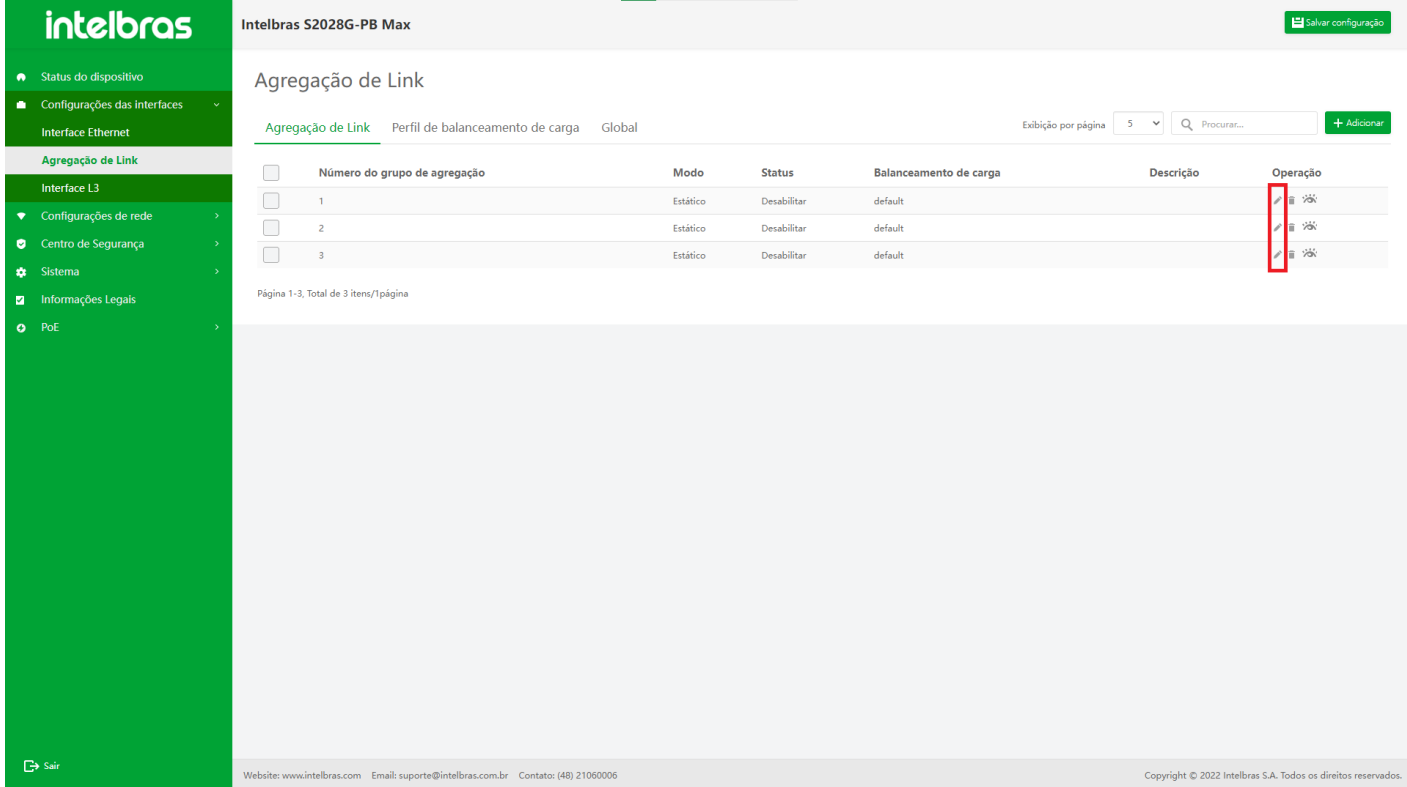 intelbras
Intelbras S2028G-PB Max
Salvar configuração
Status do dispositivo
Configurações das interfaces
Interface Ethernet
Agregação de Link
Interface L3
Configurações de rede
Centro de Segurança
Sistema
Informações Legais
PoE
Sair
Agregação de Link
Agregação de Link Perfil de balanceamento de carga Global
Exibição por página 5 Procurar... + Adicionar
Número do grupo de agregação Modo Status Balanceamento de carga Descrição Operação
1 Estático Desabilitar default
2 Estático Desabilitar default
3 Estático Desabilitar default
Página 1-3, Total de 3 itens/1página
Website: www.intelbras.com Email: suporte@intelbras.com.br Contato: (48) 21060006
Copyright © 2022 Intelbras S.A. Todos os direitos reservados.